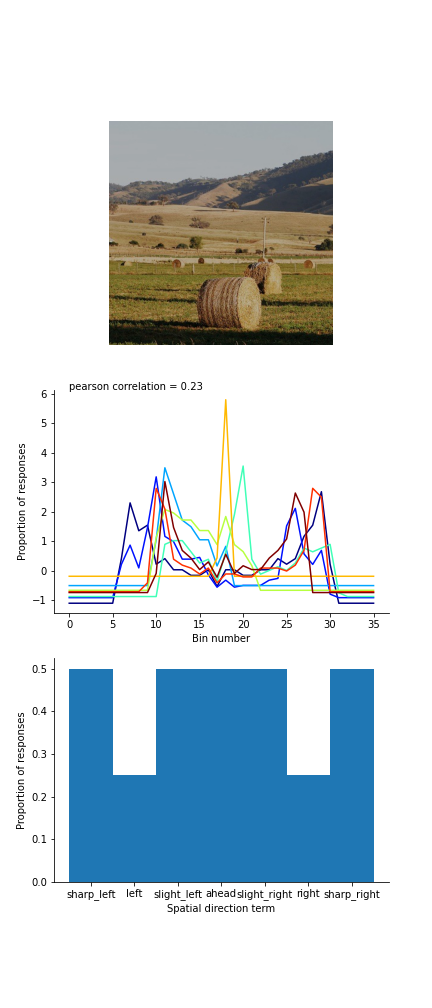 pearson correlation = 0.23
Proportion of responses
6
5
4
3
2
1
0
−1
0 5 10 15 20 25 30 35
Bin number
Proportion of responses
0.5
0.4
0.3
0.2
0.1
0.0
sharp_left left slight_left ahead slight_right right sharp_right
Spatial direction term